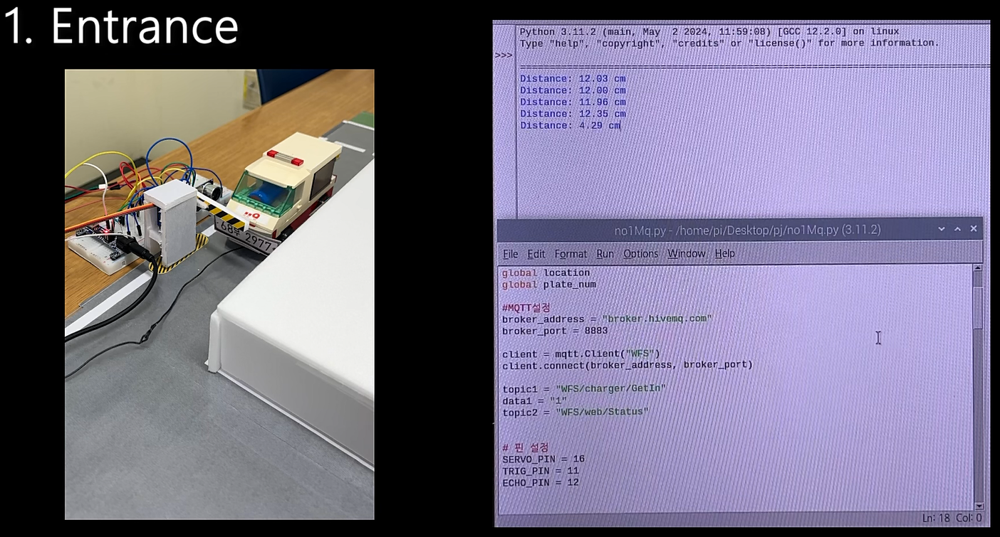 1. Entrance
68부 2977
Python 3.11.2 (main, May  2 2024, 11:59:08) [GCC 12.2.0] on linux
Type "help", "copyright", "credits" or "license()" for more information.
>>>
Distance: 12.03 cm
Distance: 12.00 cm
Distance: 11.96 cm
Distance: 12.35 cm
Distance: 4.29 cm
no1Mq.py - /home/pi/Desktop/pj/no1Mq.py (3.11.2)
File Edit Format Run Options Window Help
global location
global plate_num
#MQTT설정
broker_address = "broker.hivemq.com"
broker_port = 8883
client = mqtt.Client("WFS")
client.connect(broker_address, broker_port)
topic1 = "WFS/charger/GetIn"
data1 = "1"
topic2 = "WFS/web/Status"
# 핀 설정
SERVO_PIN = 16
TRIG_PIN = 11
ECHO_PIN = 12
Ln: 18 Col: 0